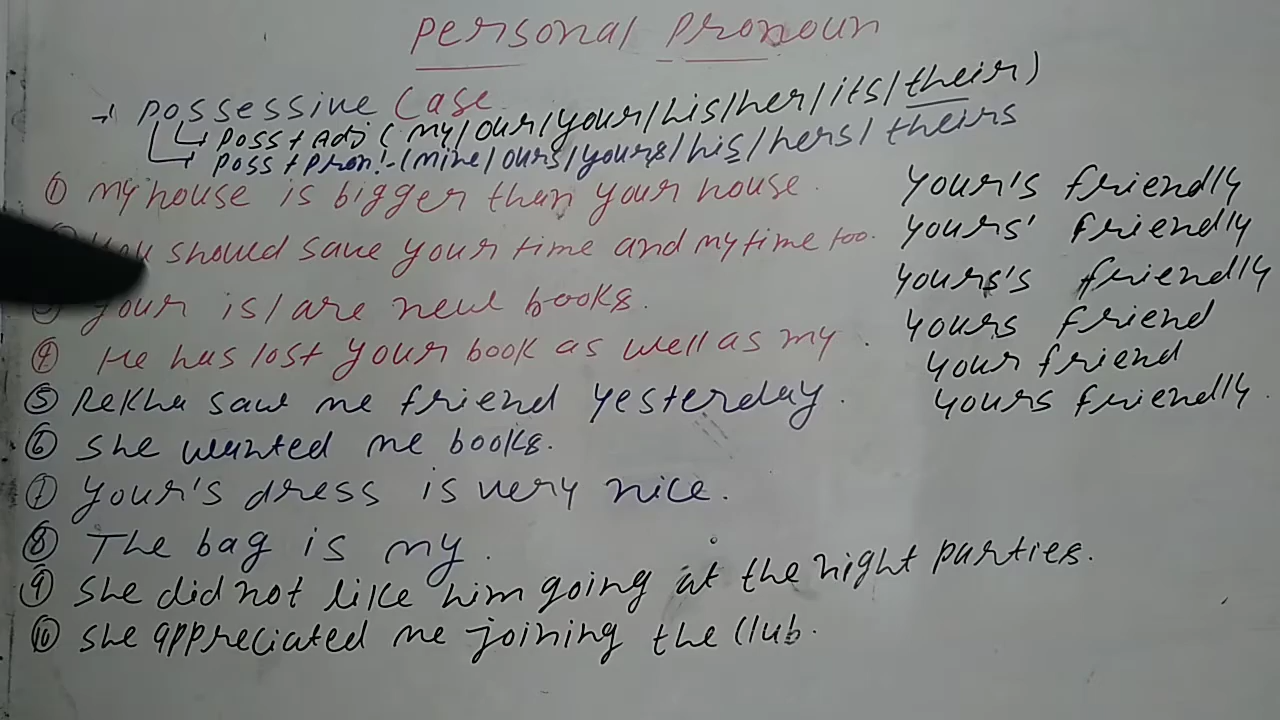 Personal Pronoun
→ Possessive Case
Poss + Adj ( my / our / your / his / her / its / their )
Poss + Pron! - ( mine / ours / yours / his / hers / theirs
① My house is bigger than your house.
should save your time and my time too.
Your is / are new books.
④ He has lost your book as well as my.
⑤ Rekha saw me friend yesterday.
⑥ She wanted me books.
⑦ Your's dress is very nice.
⑧ The bag is my.
⑨ She did not like him going at the night parties.
⑩ She appreciated me joining the club.
Your's friendly
Yours' friendly
Yours's friendly
Yours friend
Your friend
Yours friendly.